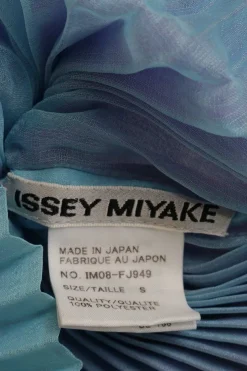 ISSEY MIYAKE
MADE IN JAPAN
FABRIQUE AU JAPON
NO. IM08-FJ949
SIZE/TAILLE S
QUALITY/QUALITE
100% POLYESTER